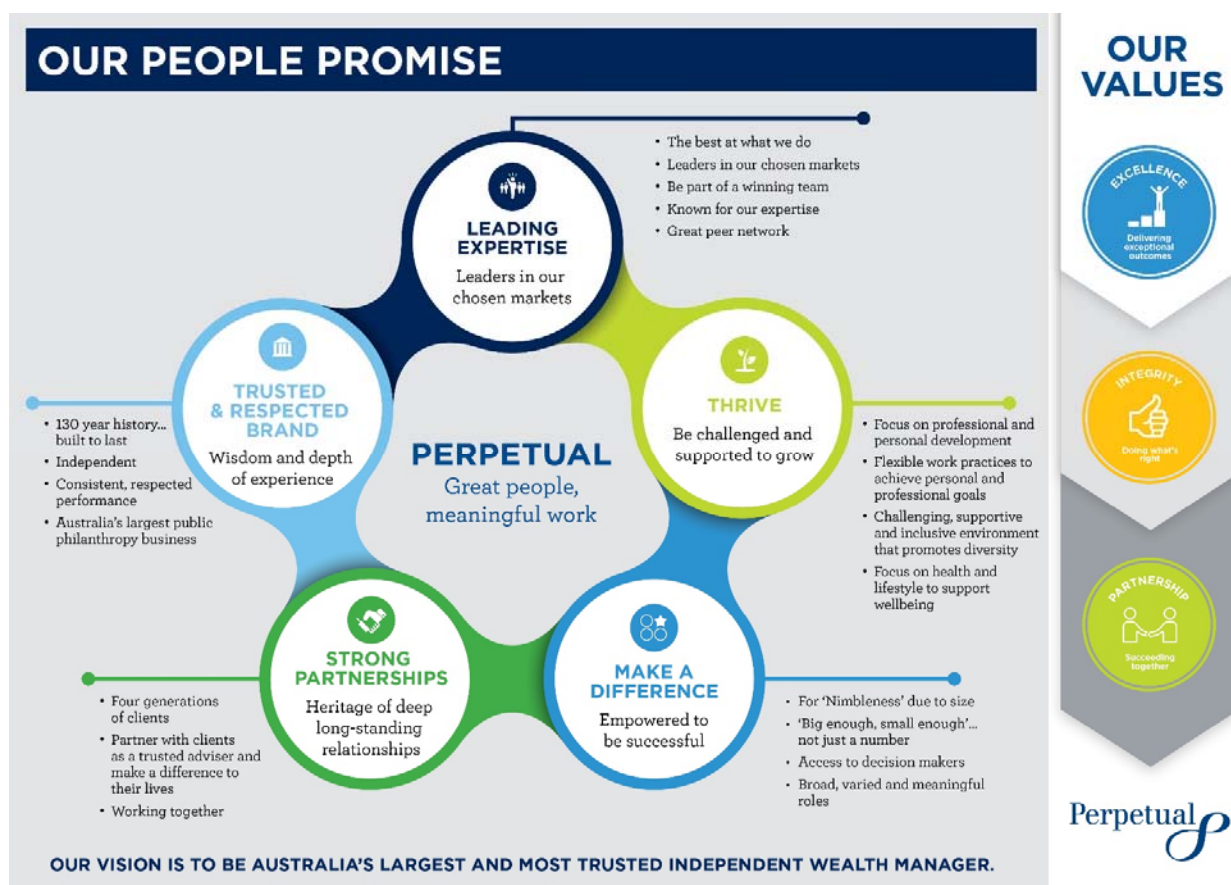 OUR PEOPLE PROMISE
LEADING
EXPERTISE
Leaders in our
chosen markets
• The best at what we do
• Leaders in our chosen markets
• Be part of a winning team
• Known for our expertise
• Great peer network
THRIVE
Be challenged and
supported to grow
• Focus on professional and
personal development
• Flexible work practices to
achieve personal and
professional goals
• Challenging, supportive
and inclusive environment
that promotes diversity
• Focus on health and
lifestyle to support
wellbeing
MAKE A
DIFFERENCE
Empowered to
be successful
• For ‘Nimbleness’ due to size
• ‘Big enough, small enough’...
not just a number
• Access to decision makers
• Broad, varied and meaningful
roles
STRONG
PARTNERSHIPS
Heritage of deep
long-standing
relationships
• Four generations
of clients
• Partner with clients
as a trusted adviser and
make a difference to
their lives
• Working together
TRUSTED
& RESPECTED
BRAND
Wisdom and depth
of experience
• 130 year history...
built to last
• Independent
• Consistent, respected
performance
• Australia’s largest public
philanthropy business
PERPETUAL
Great people,
meaningful work
OUR VISION IS TO BE AUSTRALIA’S LARGEST AND MOST TRUSTED INDEPENDENT WEALTH MANAGER.
OUR
VALUES
EXCELLENCE
Delivering
exceptional
outcomes
INTEGRITY
Doing what’s
right
PARTNERSHIP
Succeeding
together
Perpetual